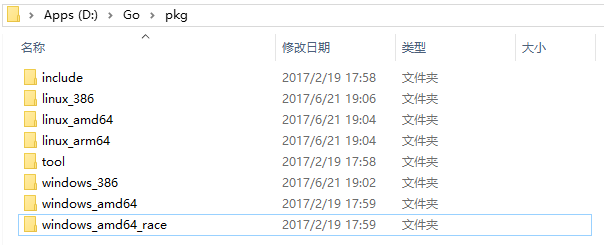 Apps (D:) > Go > pkg
名称 修改日期 类型 大小
include 2017/2/19 17:58 文件夹
linux_386 2017/6/21 19:06 文件夹
linux_amd64 2017/6/21 19:04 文件夹
linux_arm64 2017/6/21 19:04 文件夹
tool 2017/2/19 17:58 文件夹
windows_386 2017/6/21 19:02 文件夹
windows_amd64 2017/2/19 17:59 文件夹
windows_amd64_race 2017/2/19 17:59 文件夹